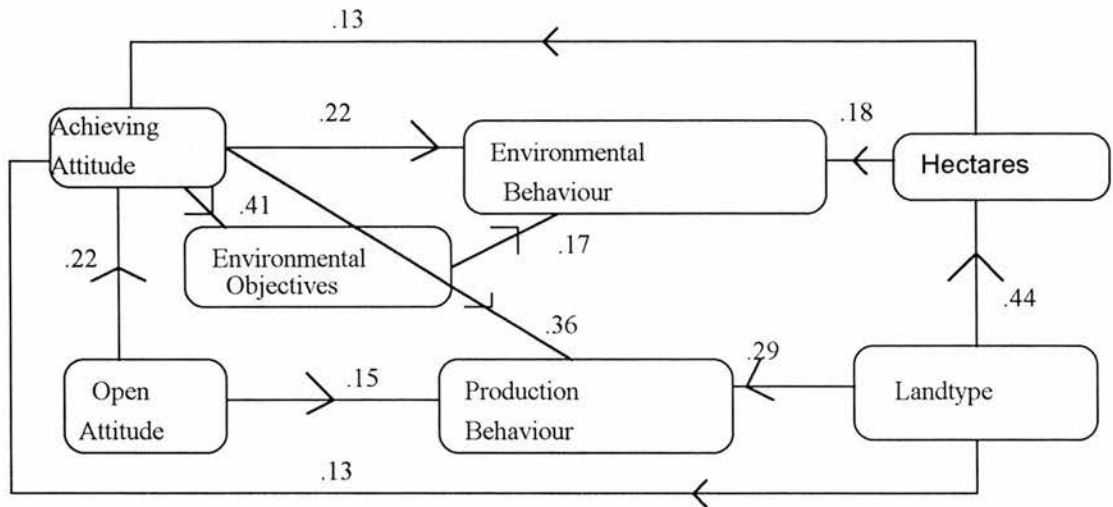 .13
Achieving
Attitude
.22
Environmental
Behaviour
.18
Hectares
.41
.17
Environmental
Objectives
.22
.44
.36
.29
Open
Attitude
.15
Production
Behaviour
Landtype
.13